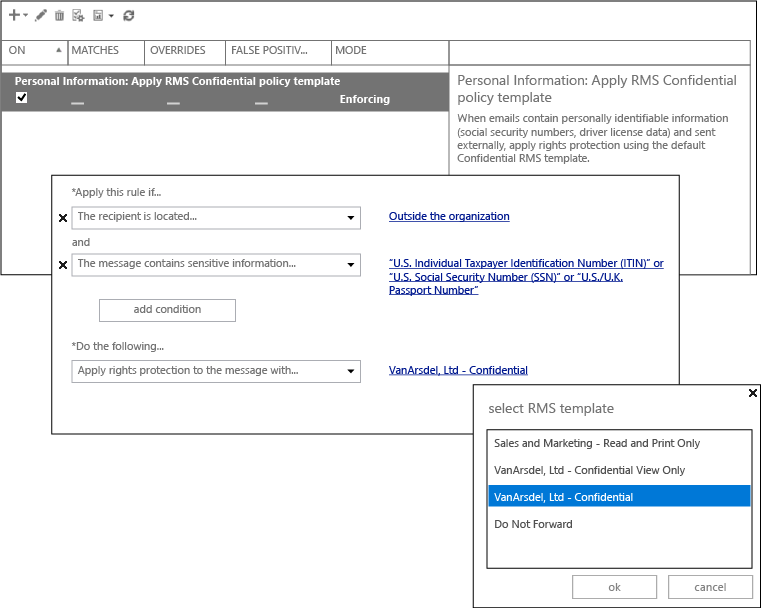 ON MATCHES OVERRIDES FALSE POSITIV... MODE
Personal Information: Apply RMS Confidential policy template
Enforcing
Personal Information: Apply RMS Confidential
policy template
When emails contain personally identifiable information
(social security numbers, driver license data) and sent
externally, apply rights protection using the default
Confidential RMS template.
*Apply this rule if...
The recipient is located... Outside the organization
and
The message contains sensitive information... “U.S. Individual Taxpayer Identification Number (ITIN)” or
“U.S. Social Security Number (SSN)” or “U.S./U.K.
Passport Number”
add condition
*Do the following...
Apply rights protection to the message with... VanArsdel, Ltd - Confidential
select RMS template
Sales and Marketing - Read and Print Only
VanArsdel, Ltd - Confidential View Only
VanArsdel, Ltd - Confidential
Do Not Forward
ok cancel